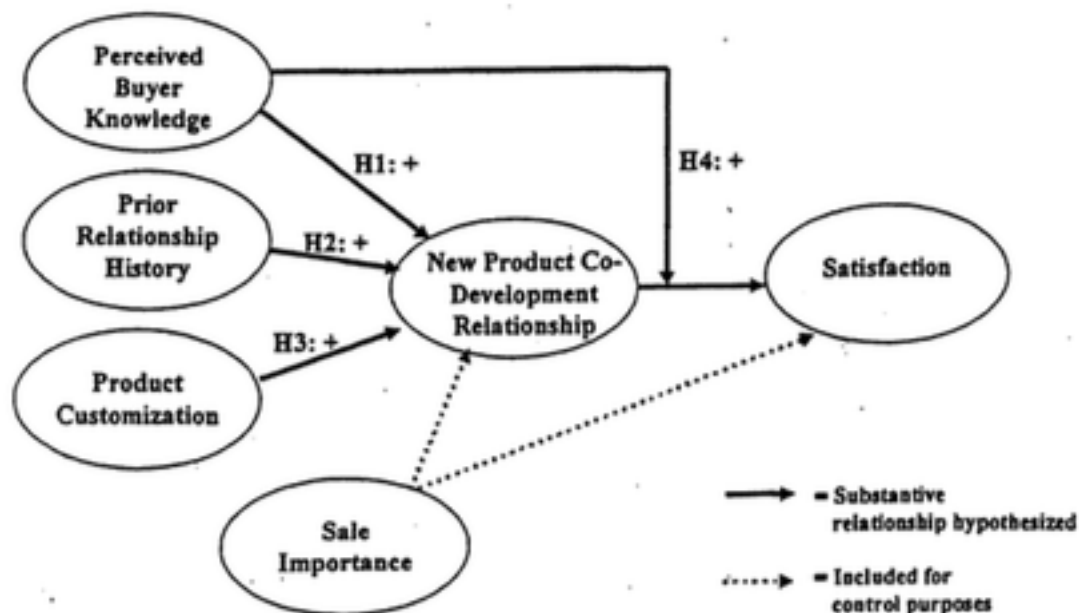 Perceived
Buyer
Knowledge
H1: +
H4: +
Prior
Relationship
History
H2: +
New Product Co-
Development
Relationship
Satisfaction
H3: +
Product
Customization
Sale
Importance
= Substantive
relationship hypothesized
= Included for
control purposes